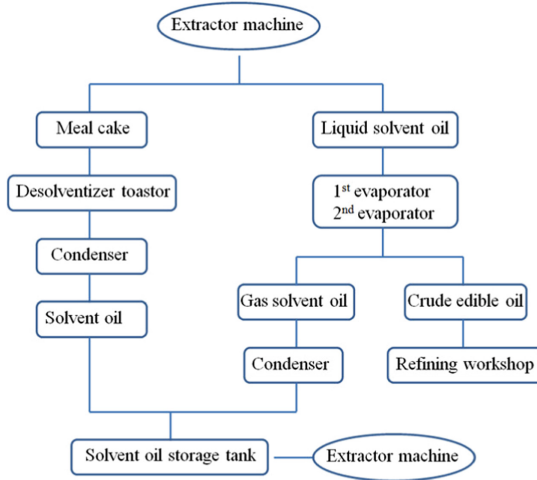 Extractor machine
Meal cake
Liquid solvent oil
Desolventizer toastor
1st evaporator
2nd evaporator
Condenser
Gas solvent oil
Crude edible oil
Solvent oil
Condenser
Refining workshop
Solvent oil storage tank
Extractor machine